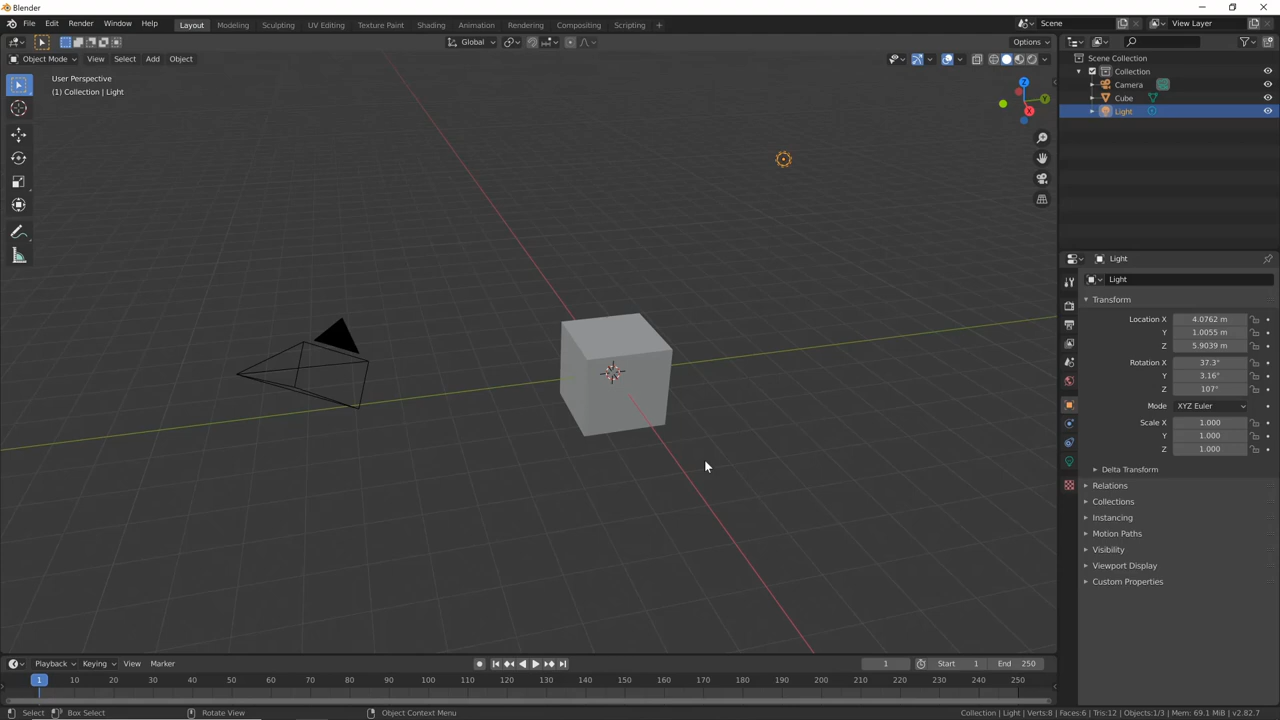 Blender
File Edit Render Window Help Layout Modeling Sculpting UV Editing Texture Paint Shading Animation Rendering Compositing Scripting + Scene View Layer
Global Options
Object Mode View Select Add Object
User Perspective
(1) Collection | Light
Z
Y
X
Scene Collection
Collection
Camera
Cube
Light
Light
Light
Transform
Location X 4.0762 m
Y 1.0055 m
Z 5.9039 m
Rotation X 37.3°
Y 3.16°
Z 107°
Mode XYZ Euler
Scale X 1.000
Y 1.000
Z 1.000
Delta Transform
Relations
Collections
Instancing
Motion Paths
Visibility
Viewport Display
Custom Properties
Playback Keying View Marker 1 Start 1 End 250
1 10 20 30 40 50 60 70 80 90 100 110 120 130 140 150 160 170 180 190 200 210 220 230 240 250
Select Box Select Rotate View Object Context Menu Collection | Light | Verts:8 | Faces:6 | Tris:12 | Objects:1/3 | Mem: 69.1 MiB | v2.82.7